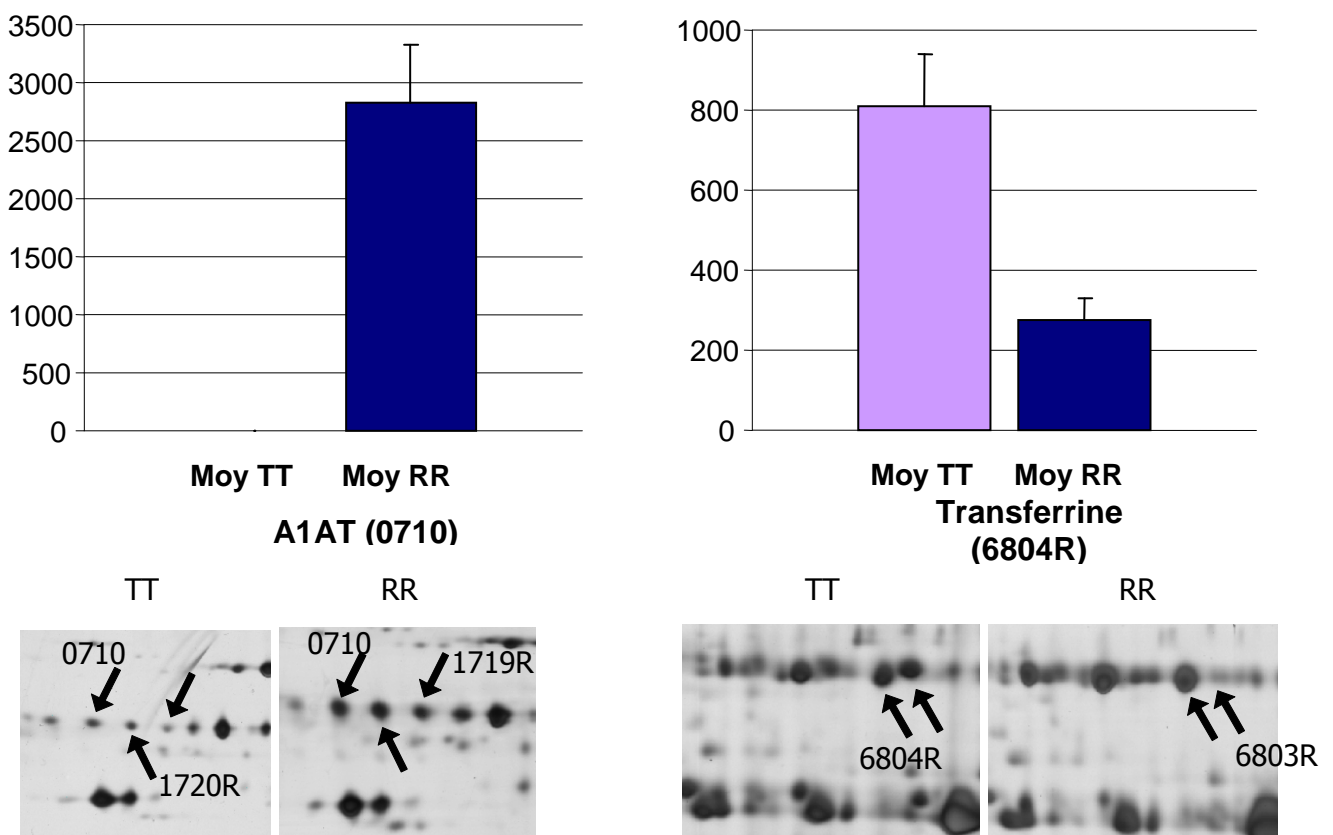 3500
3000
2500
2000
1500
1000
500
0
Moy TT Moy RR
A1AT (0710)
1000
800
600
400
200
0
Moy TT Moy RR
Transferrine
(6804R)
TT RR
0710
1720R
0710
1719R
TT RR
6804R
6803R